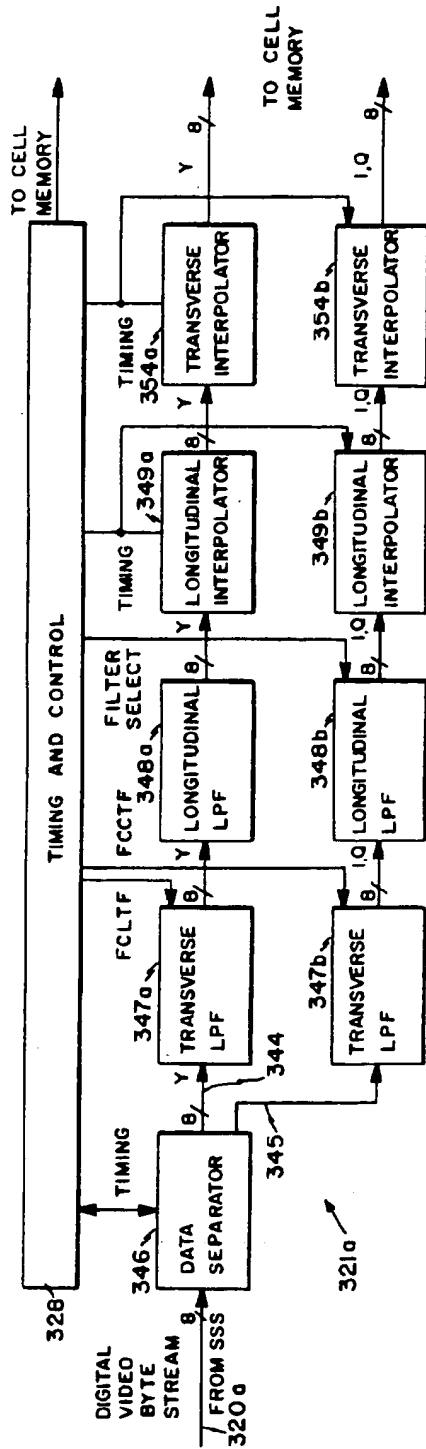 TO CELL
MEMORY
TIMING AND CONTROL
328
TIMING
FCLTF
FCCTF
FILTER
SELECT
TIMING
TIMING
DIGITAL
VIDEO
BYTE
STREAM
8
FROM SSS
320a
346
DATA
SEPARATOR
8
Y
344
345
347a
TRANSVERSE
LPF
8
Y
348a
LONGITUDINAL
LPF
8
Y
349a
LONGITUDINAL
INTERPOLATOR
8
Y
354a
TRANSVERSE
INTERPOLATOR
Y
8
TO CELL
MEMORY
347b
TRANSVERSE
LPF
8
I,Q
348b
LONGITUDINAL
LPF
8
I,Q
349b
LONGITUDINAL
INTERPOLATOR
8
I,Q
354b
TRANSVERSE
INTERPOLATOR
I,Q
8
321a